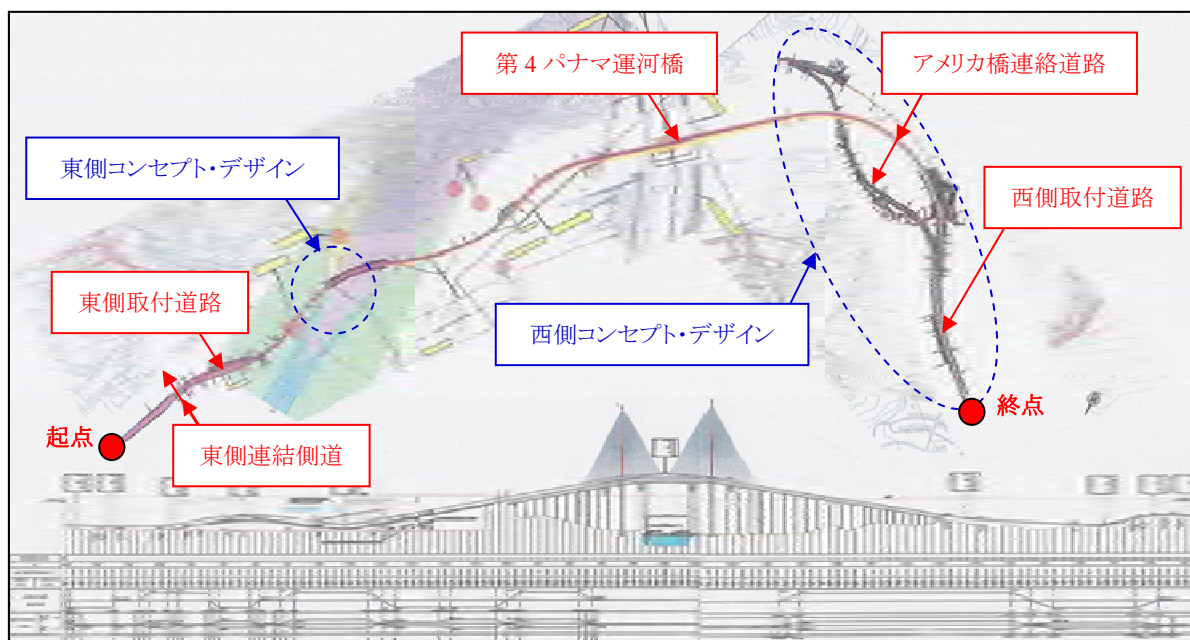 第4パナマ運河橋
アメリカ橋連絡道路
東側コンセプト・デザイン
西側取付道路
東側取付道路
西側コンセプト・デザイン
起点
終点
東側連結側道